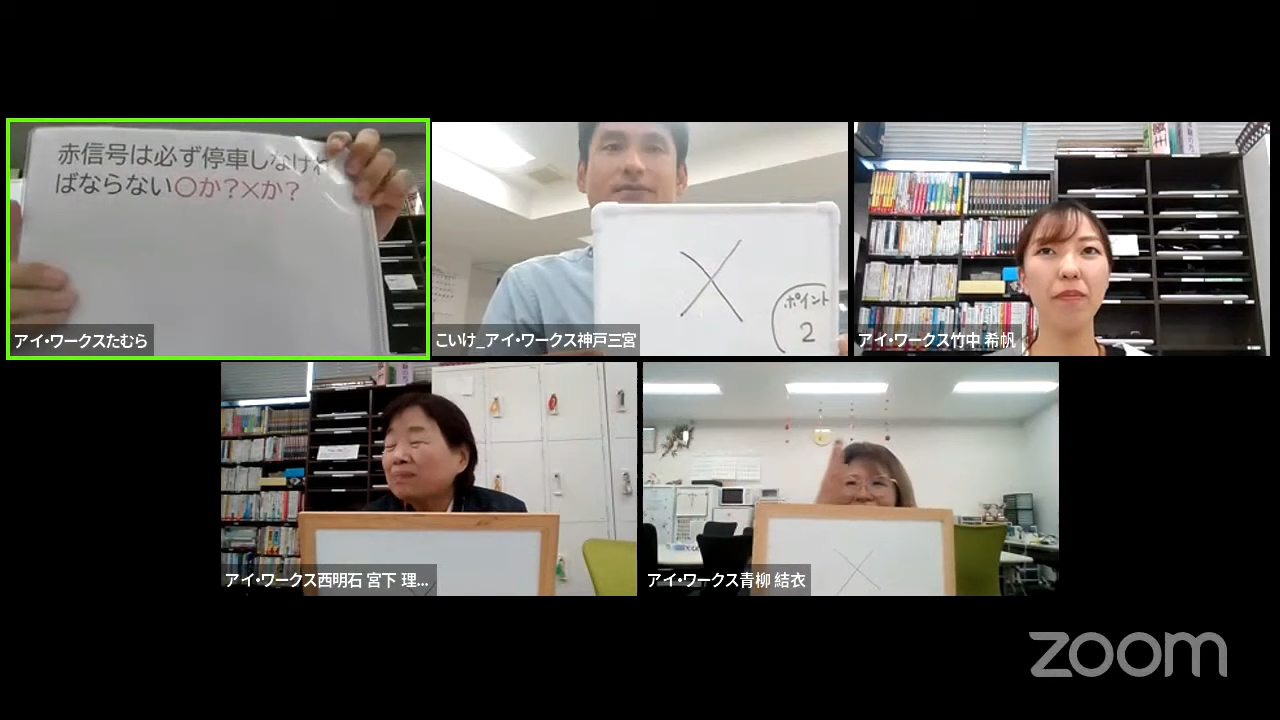 赤信号は必ず停車しなけれ
ばならない〇か？×か？
アイ・ワークスたむら
×
ポイント
2
こいけ_アイ・ワークス神戸三宮
アイ・ワークス竹中 希帆
アイ・ワークス西明石 宮下 理...
×
アイ・ワークス青柳 結衣
zoom